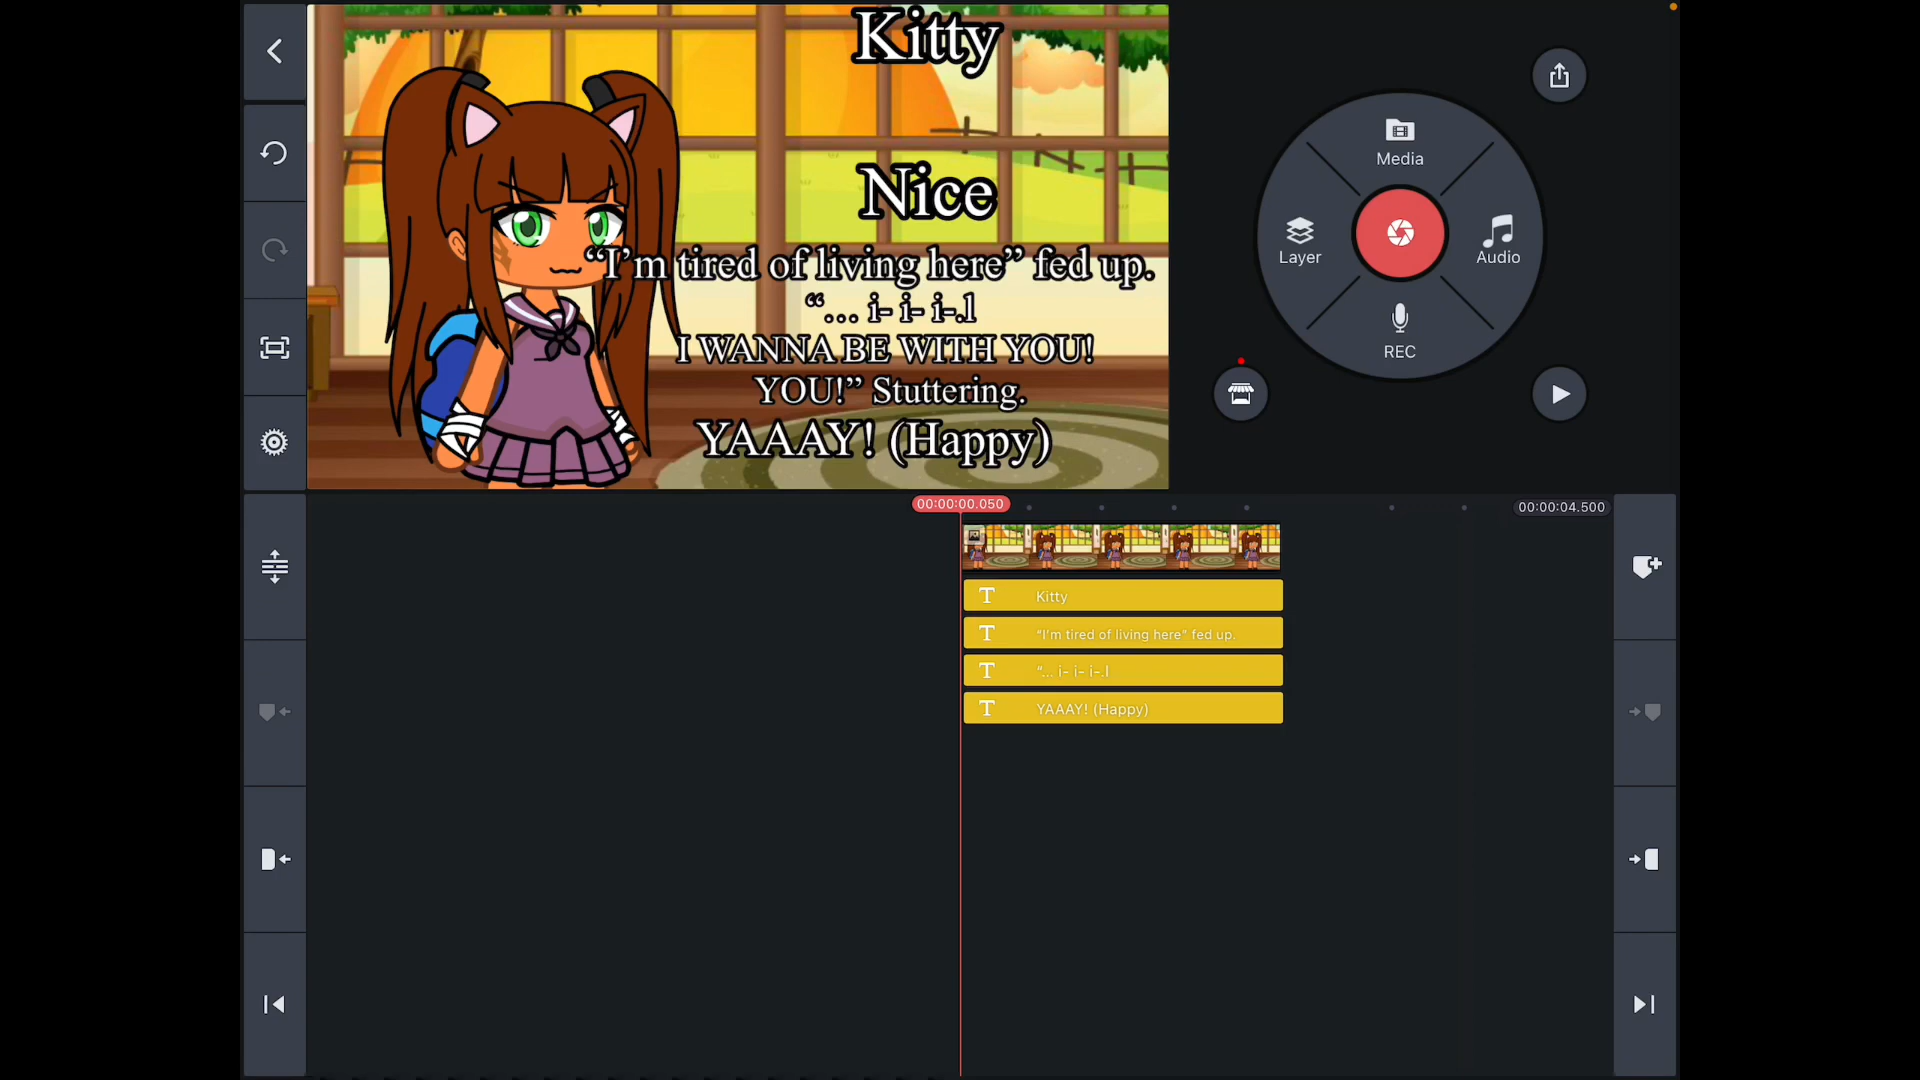 Kitty
Nice
“I’m tired of living here” fed up.
“... i- i- i-.l
I WANNA BE WITH YOU!
YOU!” Stuttering.
YAAAY! (Happy)
Media
Layer
Audio
REC
00:00:00.050
00:00:04.500
T Kitty
T “I’m tired of living here” fed up.
T “... i- i- i-.l
T YAAAY! (Happy)